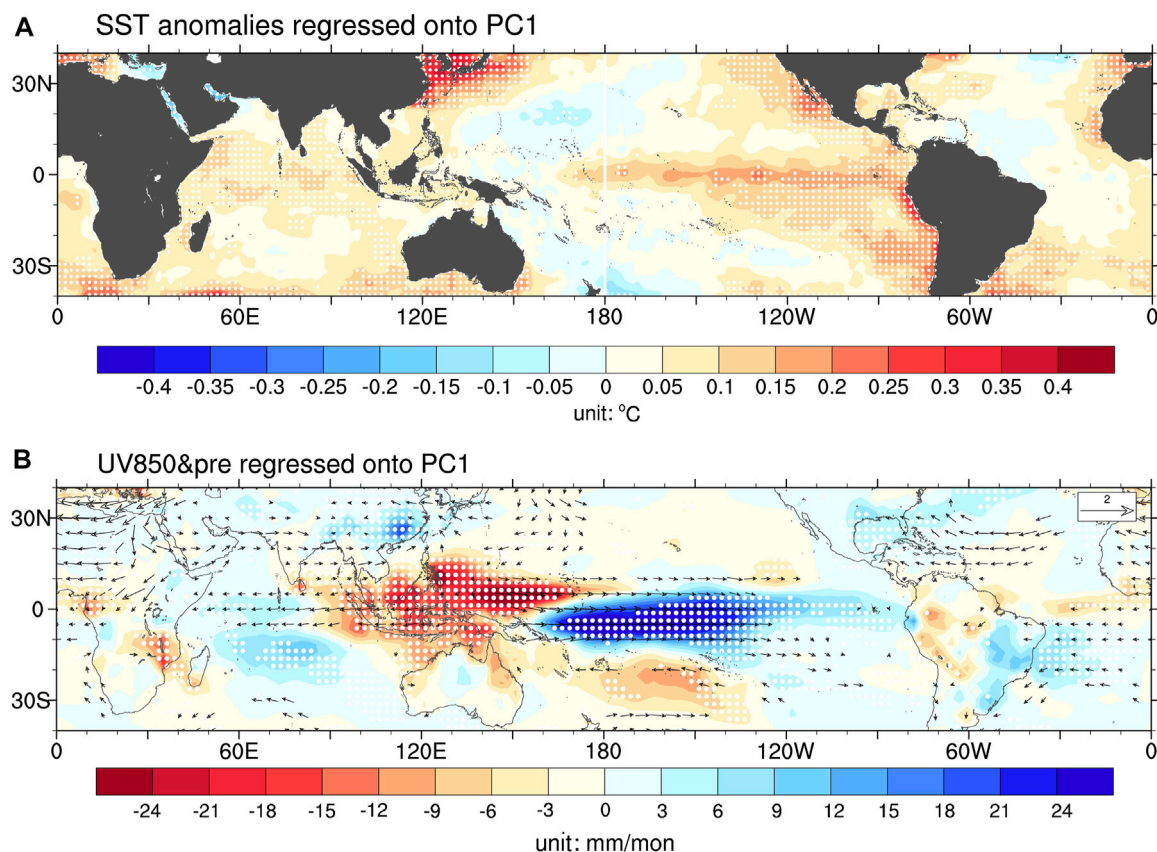 A
SST anomalies regressed onto PC1
30N
0
30S
0 60E 120E 180 120W 60W 0
-0.4 -0.35 -0.3 -0.25 -0.2 -0.15 -0.1 -0.05 0 0.05 0.1 0.15 0.2 0.25 0.3 0.35 0.4
unit: °C
B
UV850&pre regressed onto PC1
2
30N
0
30S
0 60E 120E 180 120W 60W 0
-24 -21 -18 -15 -12 -9 -6 -3 0 3 6 9 12 15 18 21 24
unit: mm/mon